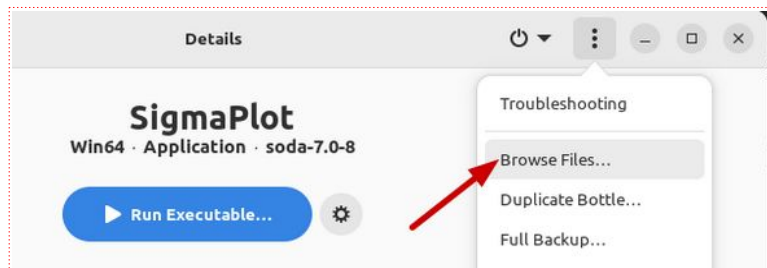 Details
SigmaPlot
Win64 · Application · soda-7.0-8
Run Executable...
Troubleshooting
Browse Files...
Duplicate Bottle...
Full Backup...